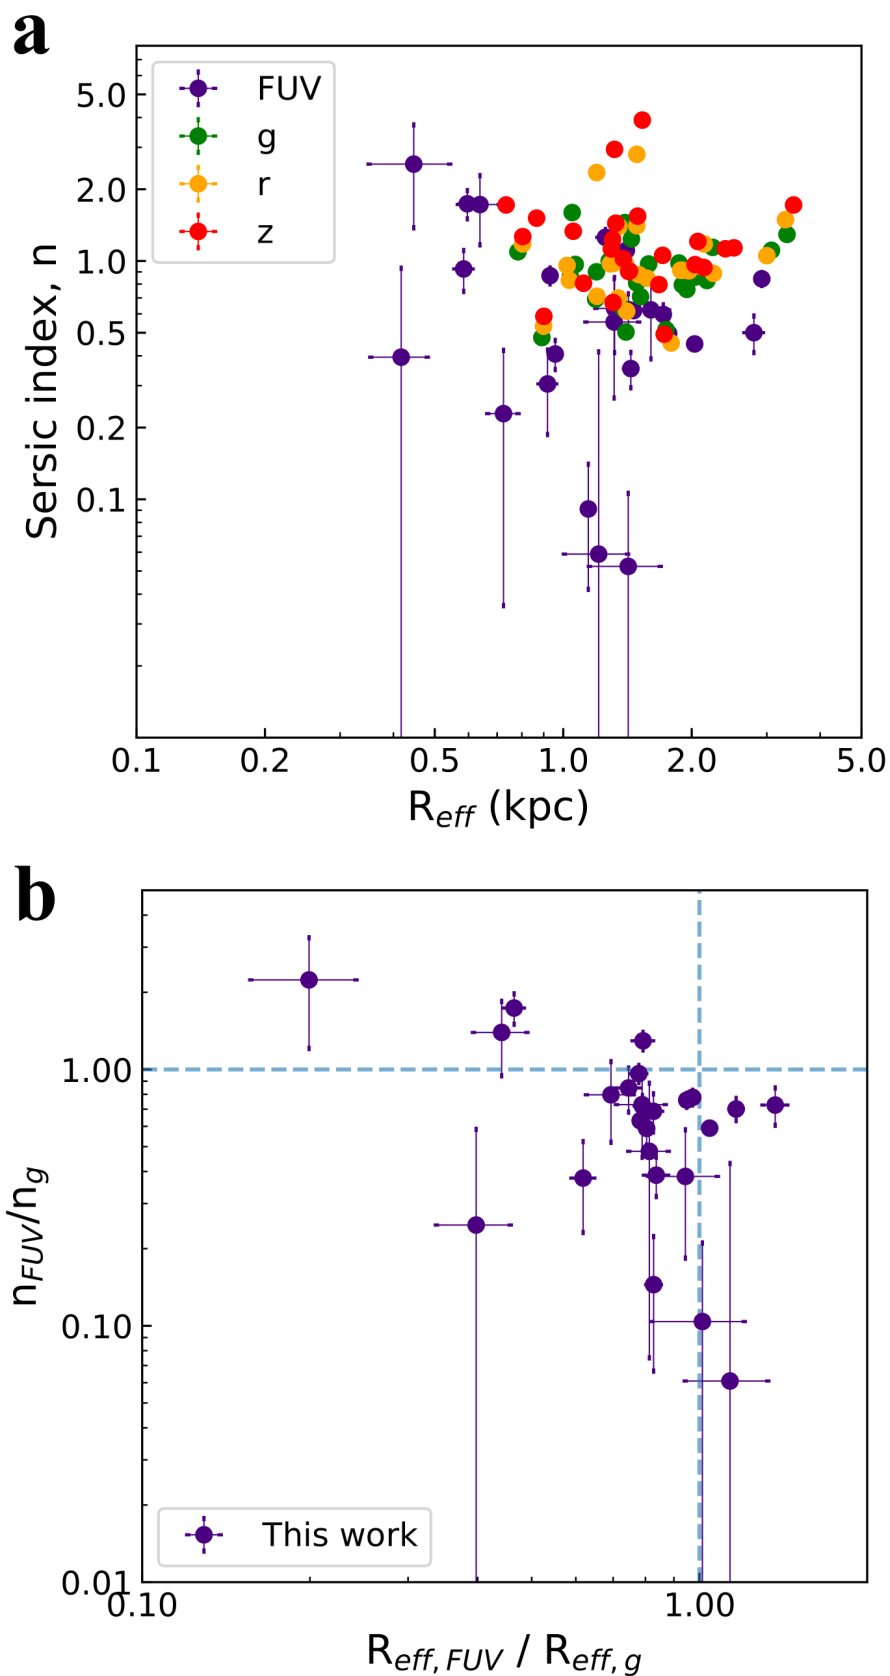 a
FUV
g
r
z
5.0
2.0
1.0
0.5
0.2
0.1
Sersic index, n
0.1 0.2 0.5 1.0 2.0 5.0
R_eff (kpc)
b
1.00
0.10
0.01
n_FUV/n_g
This work
0.10 1.00
R_eff,FUV / R_eff,g